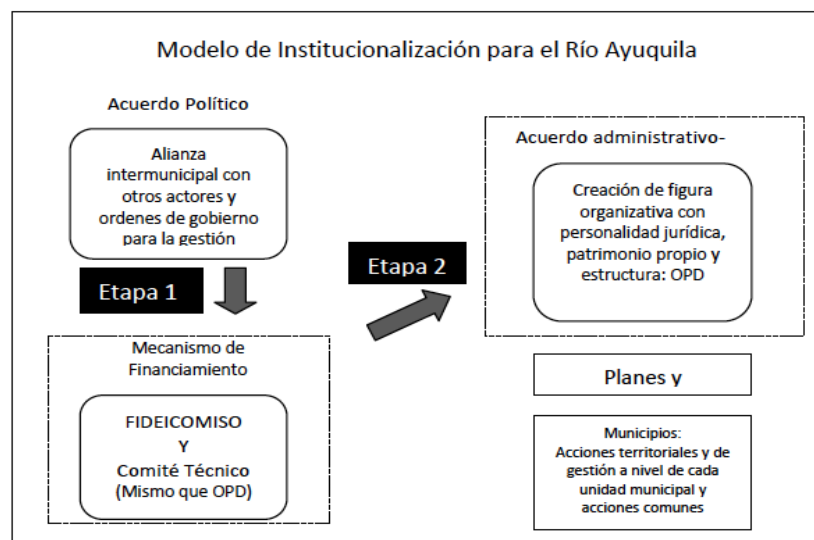 Modelo de Institucionalización para el Río Ayuquila
Acuerdo Político
Alianza
intermunicipal con
otros actores y
ordenes de gobierno
para la gestión
Etapa 1
Mecanismo de
Financiamiento
FIDEICOMISO
Y
Comité Técnico
(Mismo que OPD)
Etapa 2
Acuerdo administrativo-
Creación de figura
organizativa con
personalidad jurídica,
patrimonio propio y
estructura: OPD
Planes y
Municipios:
Acciones territoriales y de
gestión a nivel de cada
unidad municipal y
acciones comunes